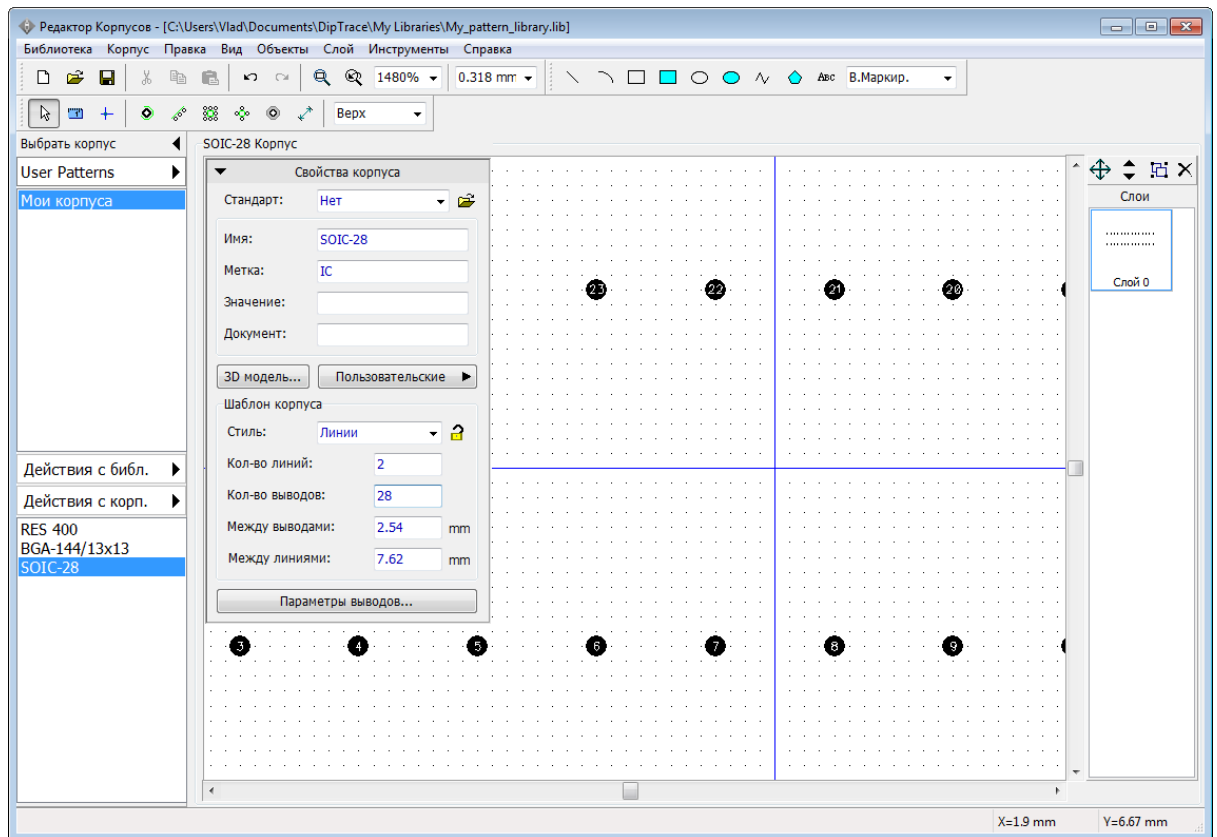 Редактор Корпусов - [C:\Users\Vlad\Documents\DipTrace\My Libraries\My_pattern_library.lib]
Библиотека Корпус Правка Вид Объекты Слой Инструменты Справка
1480% 0.318 mm ABC В.Маркир.
Верх
Выбрать корпус
User Patterns
Мои корпуса
Действия с библ.
Действия с корп.
RES 400
BGA-144/13x13
SOIC-28
SOIC-28 Корпус
Свойства корпуса
Стандарт: Нет
Имя: SOIC-28
Метка: IC
Значение:
Документ:
3D модель... Пользовательские
Шаблон корпуса
Стиль: Линии
Кол-во линий: 2
Кол-во выводов: 28
Между выводами: 2.54 mm
Между линиями: 7.62 mm
Параметры выводов...
23 22 21 20
3 4 5 6 7 8 9
Слои
Слой 0
X=1.9 mm Y=6.67 mm